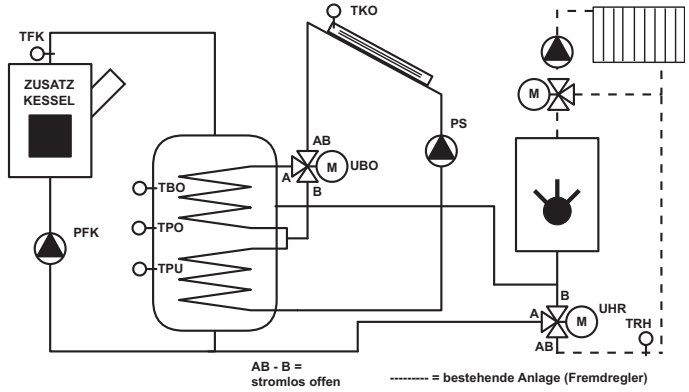 TKO
TFK
ZUSATZ
KESSEL
M
PS
AB
A
M
UBO
B
TBO
TPO
TPU
PFK
B
A
M
UHR
AB
TRH
AB - B =
stromlos offen
--------- = bestehende Anlage (Fremdregler)